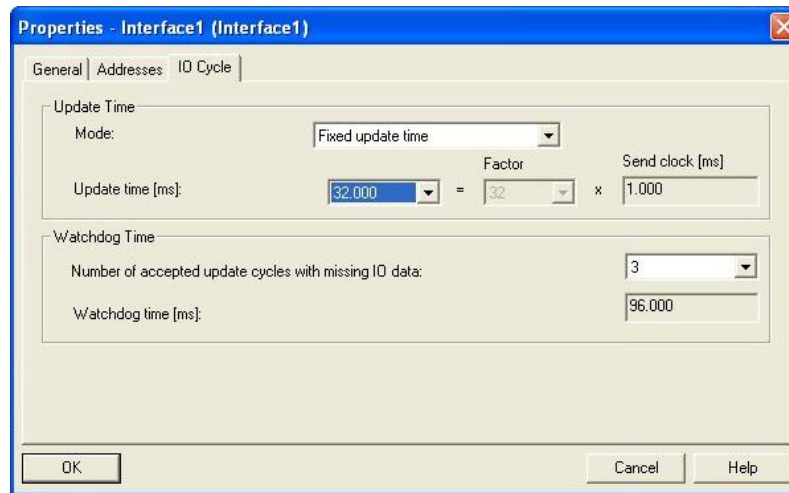 Properties - Interface1 (Interface1)
General Addresses IO Cycle
Update Time
Mode: Fixed update time
Factor Send clock [ms]
Update time [ms]: 32.000 = 32 x 1.000
Watchdog Time
Number of accepted update cycles with missing IO data: 3
Watchdog time [ms]: 96.000
OK Cancel Help